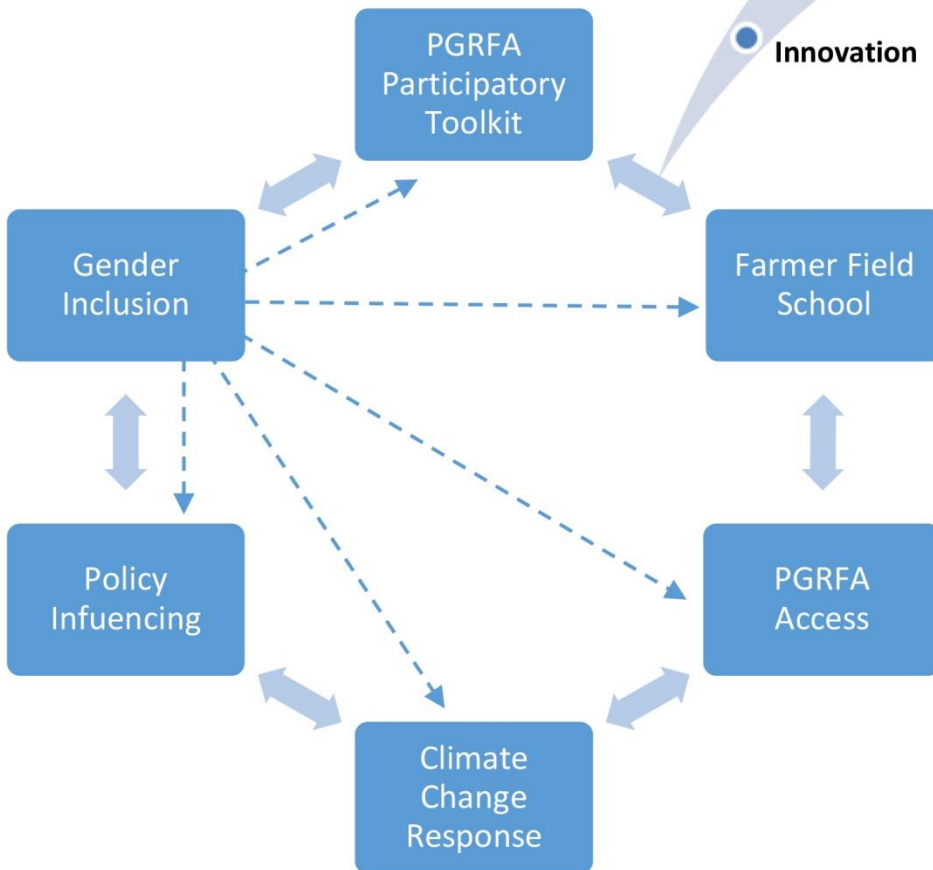 PGRFA
Participatory
Toolkit
Innovation
Gender
Inclusion
Farmer Field
School
Policy
Infuencing
PGRFA
Access
Climate
Change
Response